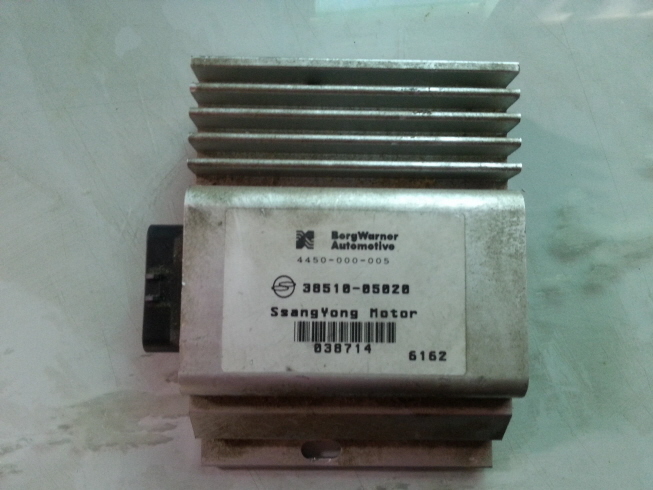 BorgWarner
Automotive
4450-000-005
38510-05020
SsangYong Motor
038714
6162